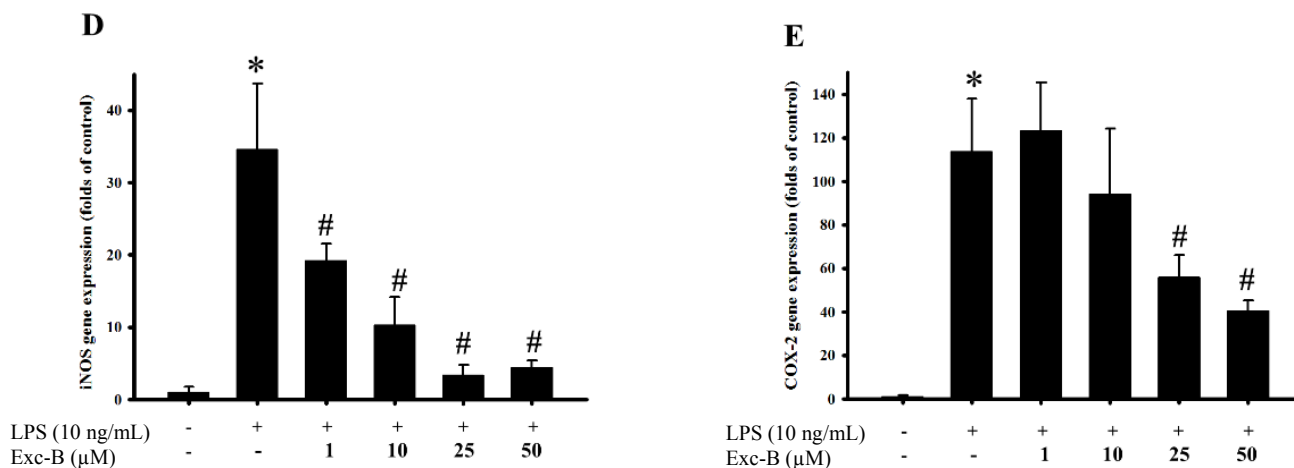 D
iNOS gene expression (folds of control)
40
30
20
10
0
*
#
#
#
#
LPS (10 ng/mL) - + + + + +
Exc-B (µM) - - 1 10 25 50
E
COX-2 gene expression (folds of control)
140
120
100
80
60
40
20
0
*
#
#
LPS (10 ng/mL) - + + + + +
Exc-B (µM) - - 1 10 25 50